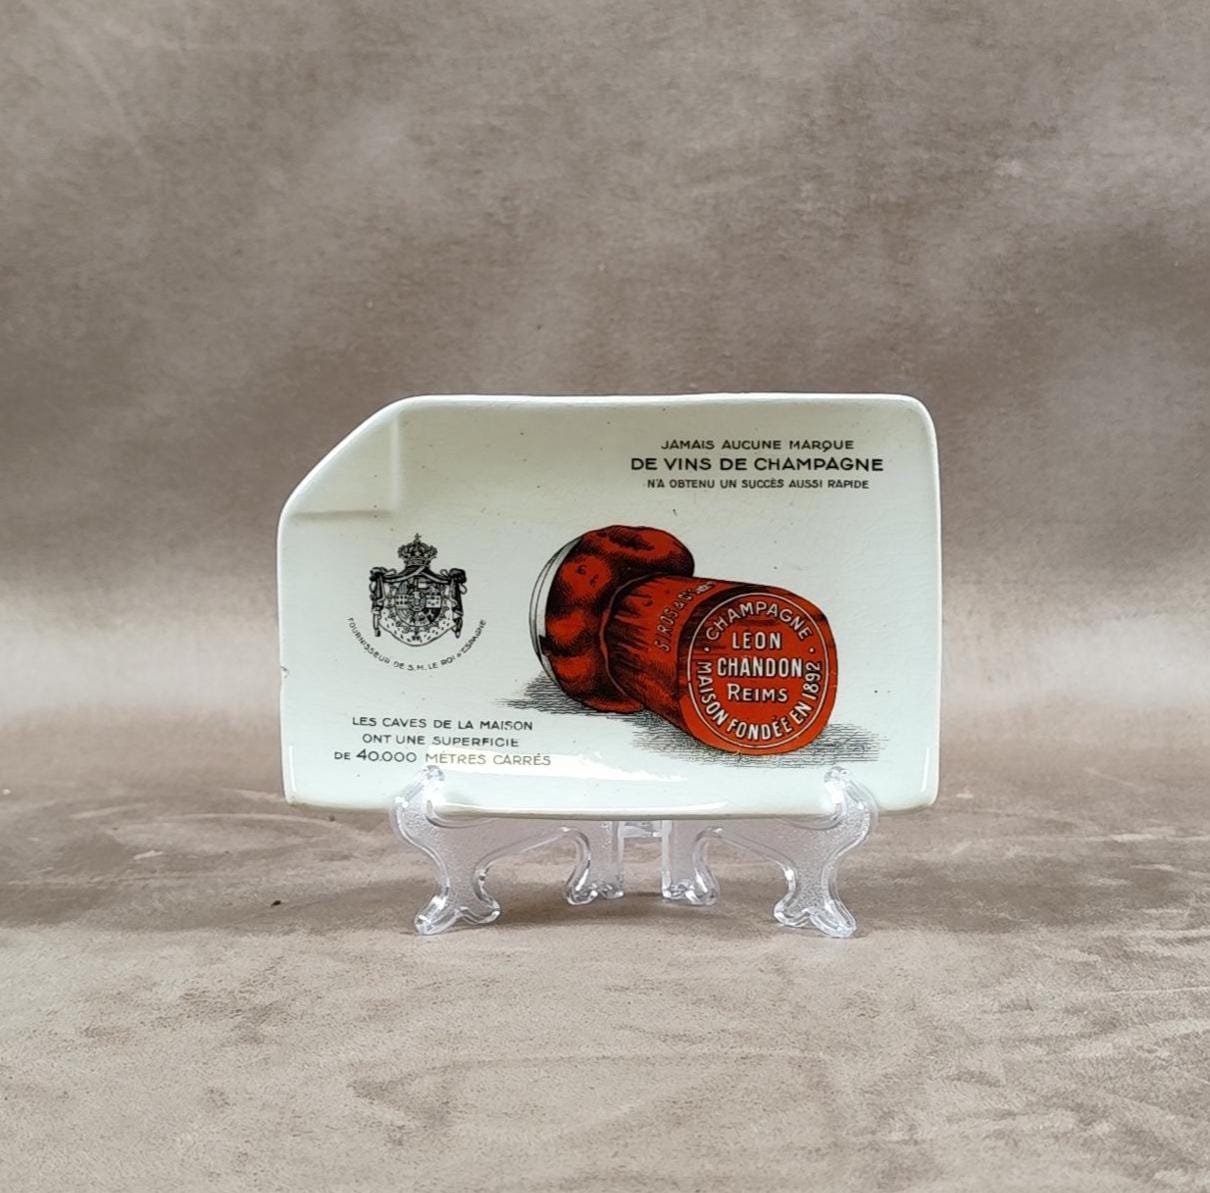 JAMAIS AUCUNE MARQUE
DE VINS DE CHAMPAGNE
N'A OBTENU UN SUCCÈS AUSSI RAPIDE
FOURNISSEUR DE S.M. LE ROI D'ESPAGNE
CHAMPAGNE
LEON
CHANDON
REIMS
MAISON FONDÉE EN 1892
LES CAVES DE LA MAISON
ONT UNE SUPERFICIE
DE 40.000 MÈTRES CARRÉS